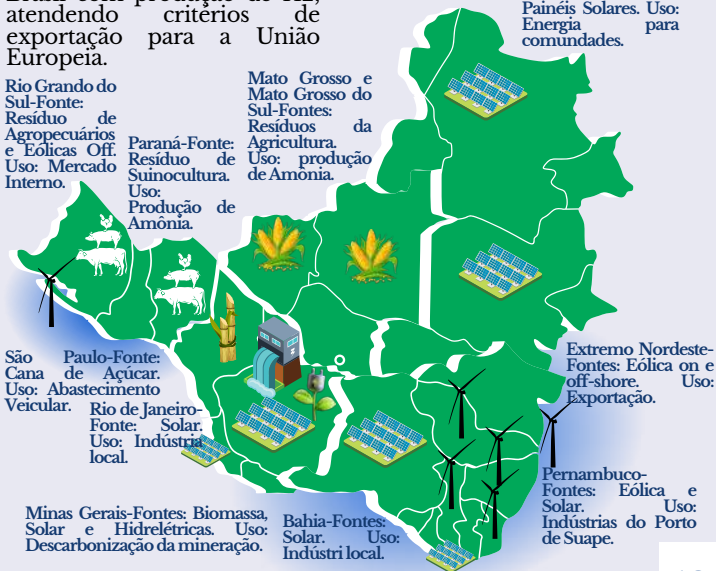 atendendo critérios de
exportação para a União
Europeia.
Painéis Solares. Uso:
Energia para
comundades.
Rio Grando do
Sul-Fonte:
Resíduo de
Agropecuários
e Eólicas Off.
Uso: Mercado
Interno.
Paraná-Fonte:
Resíduo de
Suinocultura.
Uso:
Produção de
Amônia.
Mato Grosso e
Mato Grosso do
Sul-Fontes:
Resíduos da
Agricultura.
Uso: produção
de Amônia.
São Paulo-Fonte:
Cana de Açúcar.
Uso: Abastecimento
Veicular.
Rio de Janeiro-
Fonte: Solar.
Uso: Indústria
local.
Minas Gerais-Fontes: Biomassa,
Solar e Hidrelétricas. Uso:
Descarbonização da mineração.
Bahia-Fontes:
Solar. Uso:
Indústri local.
Extremo Nordeste-
Fontes: Eólica on e
off-shore. Uso:
Exportação.
Pernambuco-
Fontes: Eólica e
Solar. Uso:
Indústrias do Porto
de Suape.